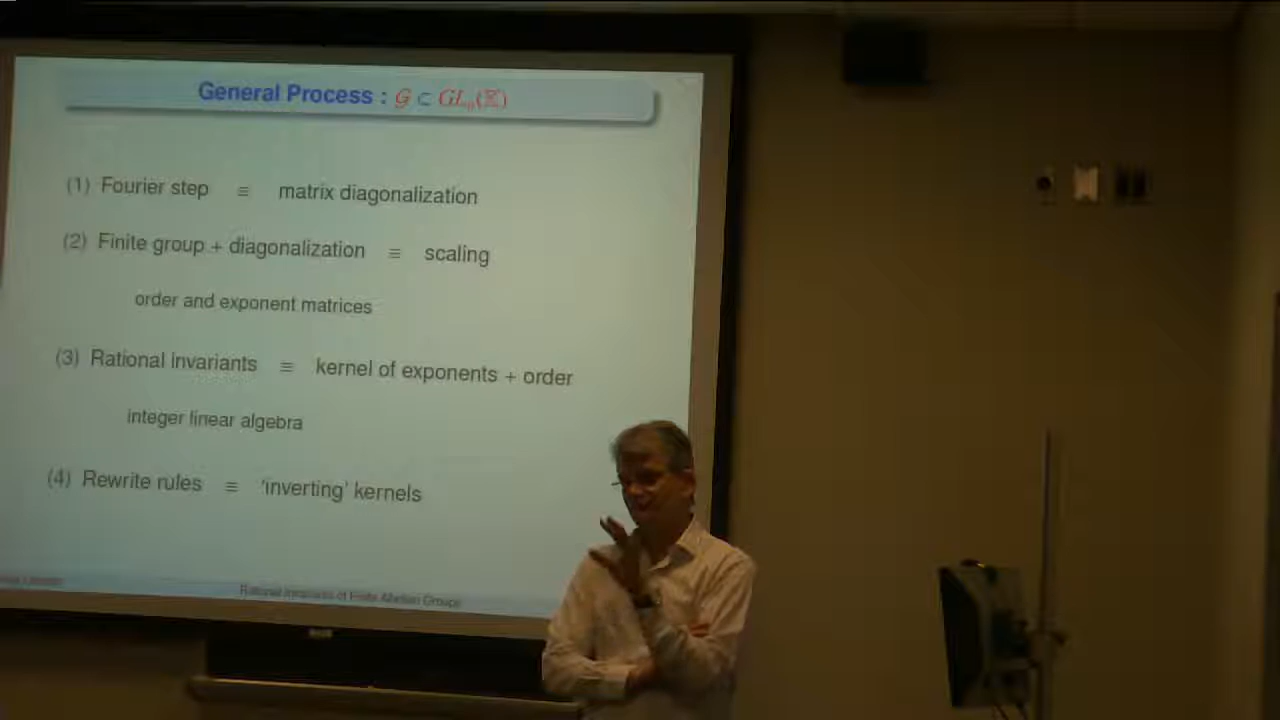 General Process : G ⊂ GLₙ(𝕂)
(1) Fourier step ≡ matrix diagonalization
(2) Finite group + diagonalization ≡ scaling
order and exponent matrices
(3) Rational invariants ≡ kernel of exponents + order
integer linear algebra
(4) Rewrite rules ≡ 'inverting' kernels
Rational Invariants of Finite Abelian Groups